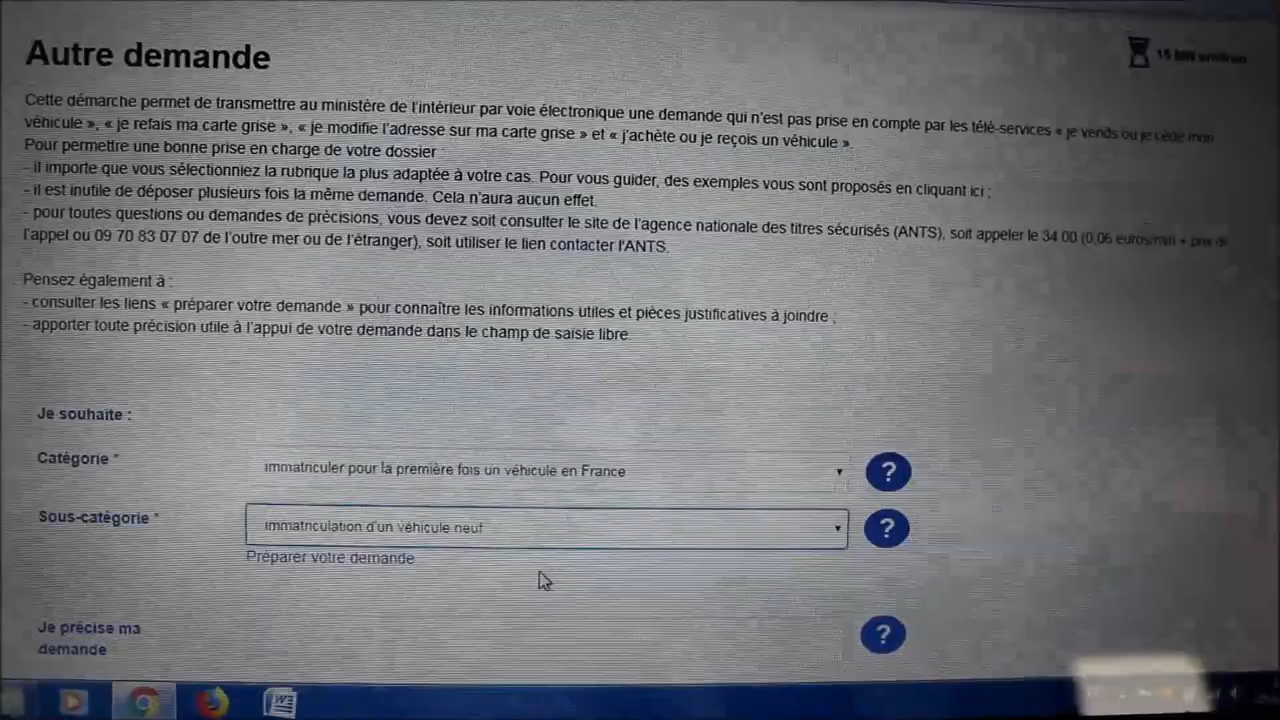 Autre demande
15 MN environ
Cette démarche permet de transmettre au ministère de l'intérieur par voie électronique une demande qui n'est pas prise en compte par les télé-services « je vends ou je cède mon
véhicule », « je refais ma carte grise », « je modifie l'adresse sur ma carte grise » et « j'achète ou je reçois un véhicule ».
Pour permettre une bonne prise en charge de votre dossier :
- il importe que vous sélectionniez la rubrique la plus adaptée à votre cas. Pour vous guider, des exemples vous sont proposés en cliquant ici ;
- il est inutile de déposer plusieurs fois la même demande. Cela n'aura aucun effet.
- pour toutes questions ou demandes de précisions, vous devez soit consulter le site de l'agence nationale des titres sécurisés (ANTS), soit appeler le 34 00 (0,06 euros/min + prix de
l'appel ou 09 70 83 07 07 de l'outre mer ou de l'étranger), soit utiliser le lien contacter l'ANTS.
Pensez également à :
- consulter les liens « préparer votre demande » pour connaître les informations utiles et pièces justificatives à joindre ;
- apporter toute précision utile à l'appui de votre demande dans le champ de saisie libre.
Je souhaite :
Catégorie *
immatriculer pour la première fois un véhicule en France
?
Sous-catégorie *
immatriculation d'un véhicule neuf
?
Préparer votre demande
Je précise ma
demande
?